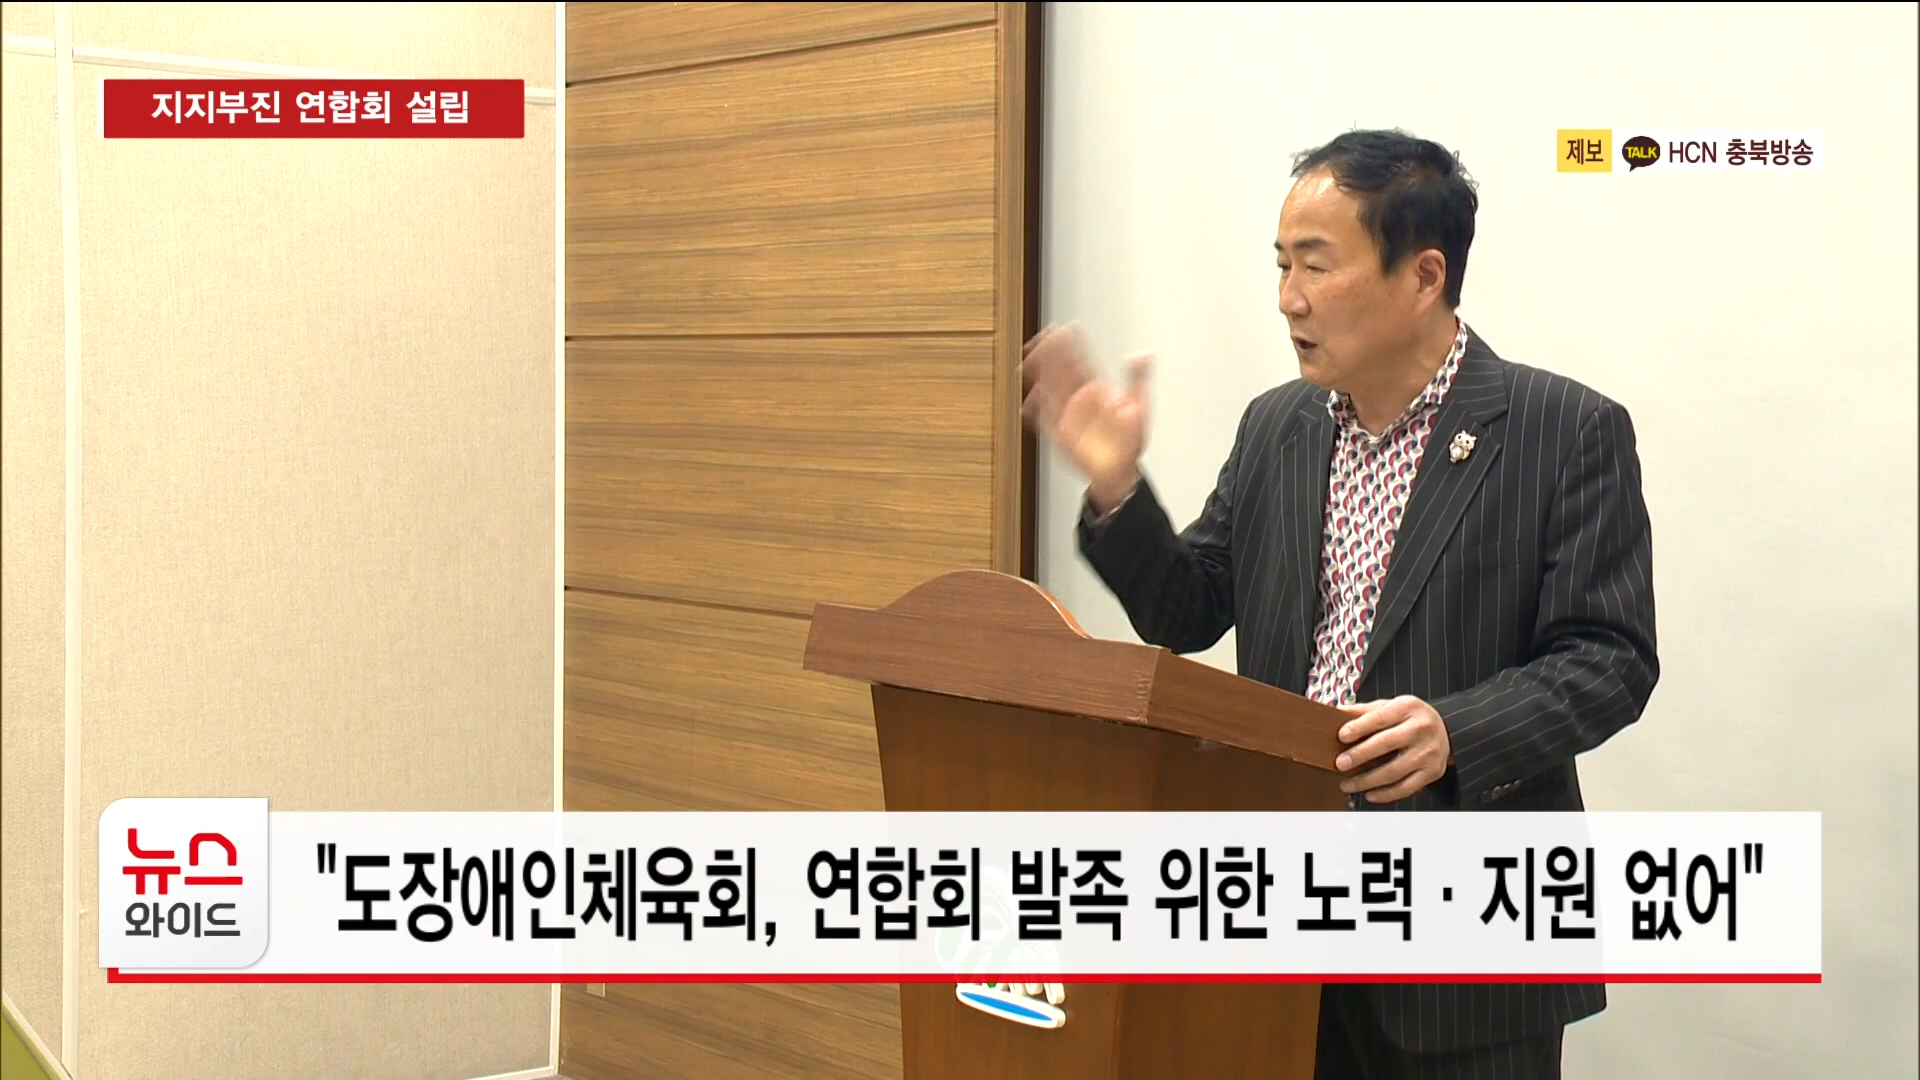 지지부진 연합회 설립
제보 TALK HCN 충북방송
뉴스
와이드
"도장애인체육회, 연합회 발족 위한 노력·지원 없어"